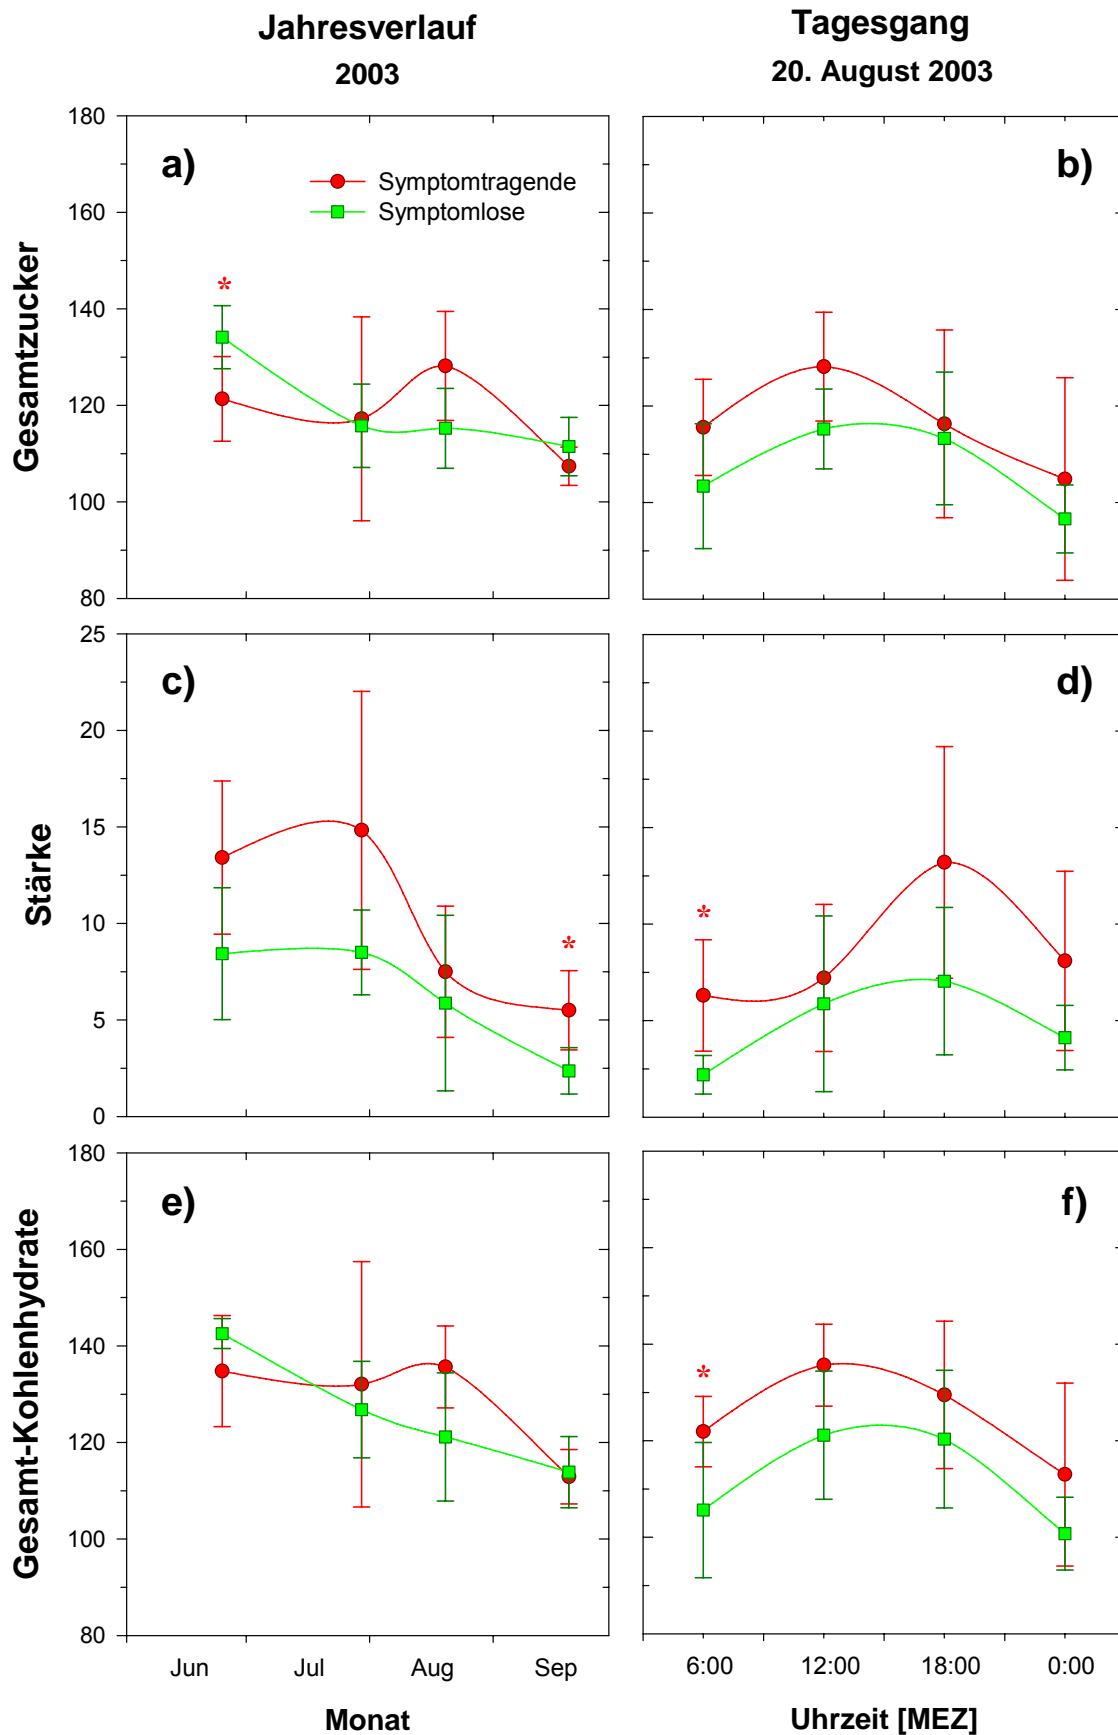 Jahresverlauf
2003
Tagesgang
20. August 2003
Gesamtzucker
180
160
140
120
100
80
a)
Symptomtragende
Symptomlose
*
b)
Stärke
25
20
15
10
5
0
c)
*
d)
*
Gesamt-Kohlenhydrate
180
160
140
120
100
80
e)
f)
*
Jun Jul Aug Sep
Monat
6:00 12:00 18:00 0:00
Uhrzeit [MEZ]